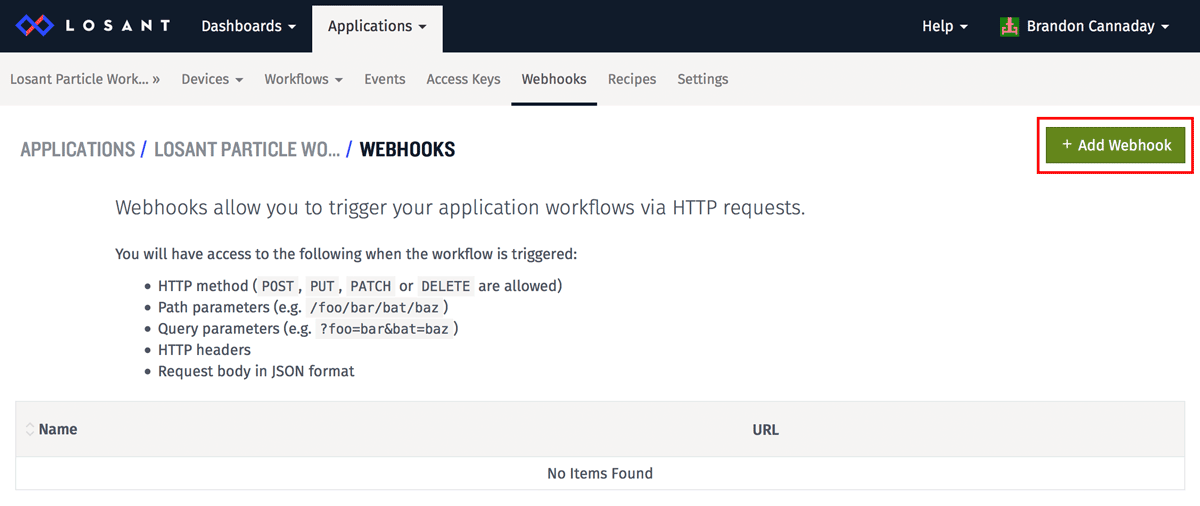 LOSANT Dashboards Applications Help Brandon Cannaday
Losant Particle Work... » Devices Workflows Events Access Keys Webhooks Recipes Settings
APPLICATIONS / LOSANT PARTICLE WO... / WEBHOOKS + Add Webhook
Webhooks allow you to trigger your application workflows via HTTP requests.
You will have access to the following when the workflow is triggered:
• HTTP method ( POST , PUT , PATCH or DELETE are allowed)
• Path parameters (e.g. /foo/bar/bat/baz )
• Query parameters (e.g. ?foo=bar&bat=baz )
• HTTP headers
• Request body in JSON format
Name URL
No Items Found